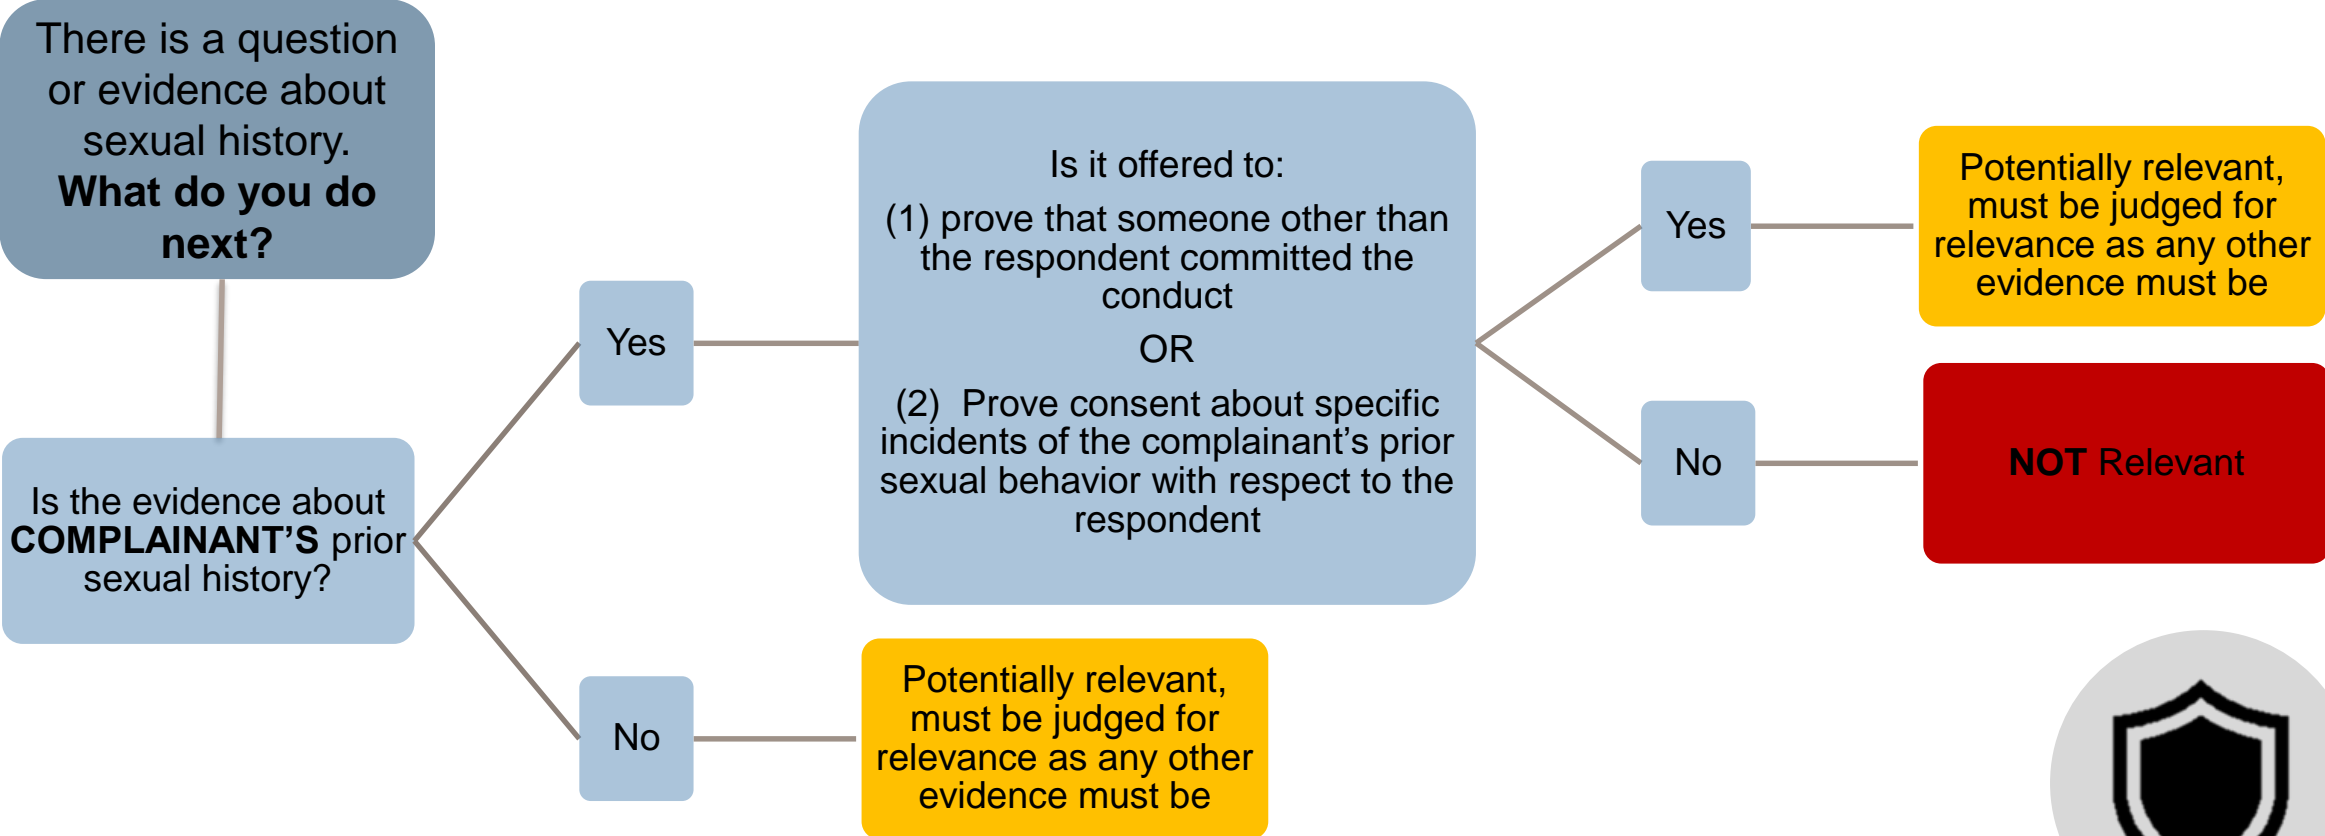 There is a question
or evidence about
sexual history.
What do you do
next?
Is the evidence about
COMPLAINANT’S prior
sexual history?
Yes
No
Is it offered to:
(1) prove that someone other than
the respondent committed the
conduct
OR
(2) Prove consent about specific
incidents of the complainant’s prior
sexual behavior with respect to the
respondent
Yes
Potentially relevant,
must be judged for
relevance as any other
evidence must be
No
NOT Relevant
Potentially relevant,
must be judged for
relevance as any other
evidence must be